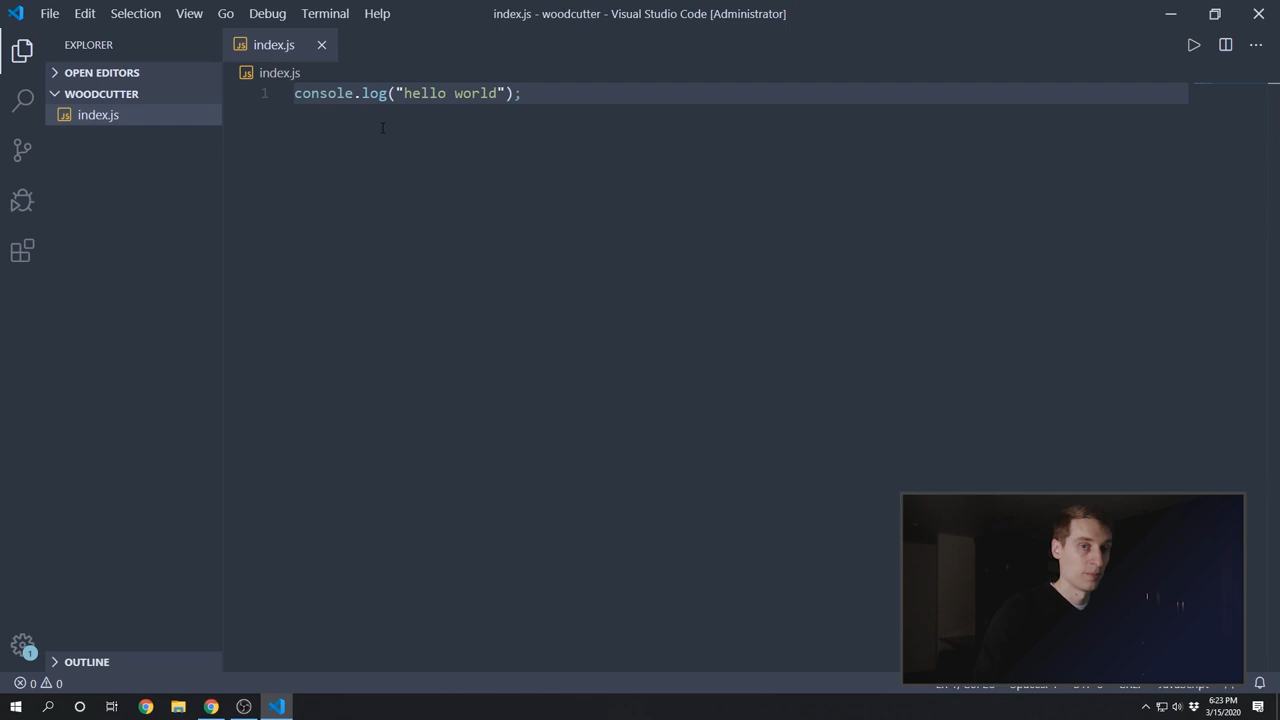 File Edit Selection View Go Debug Terminal Help
index.js - woodcutter - Visual Studio Code [Administrator]
EXPLORER
index.js
OPEN EDITORS
index.js
WOODCUTTER
1 console.log("hello world");
index.js
1
OUTLINE
0 0
6:23 PM
3/15/2020